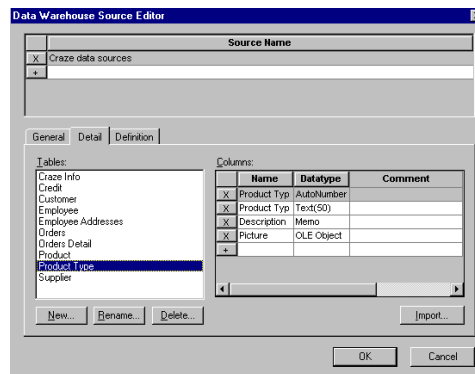 Data Warehouse Source Editor
Source Name
X Craze data sources
+
General Detail Definition
Tables:
Craze Info
Credit
Customer
Employee
Employee Addresses
Orders
Orders Detail
Product
Product Type
Supplier
New... Rename... Delete...
Columns:
Name Datatype Comment
X Product Typ AutoNumber
X Product Typ Text(50)
X Description Memo
X Picture OLE Object
+
Import...
OK Cancel